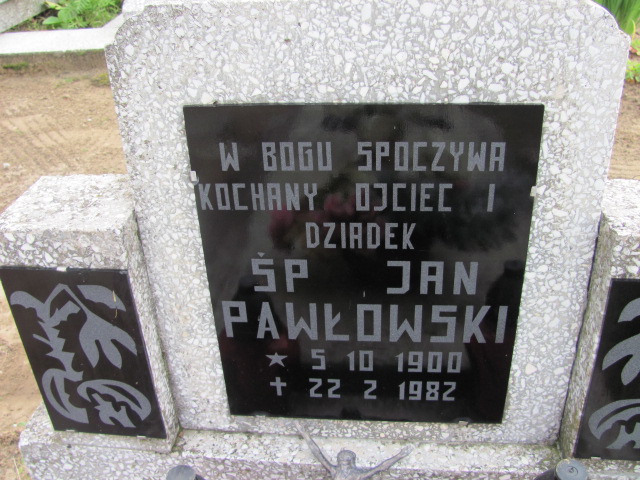 W BOGU SPOCZYWA
KOCHANY OJCIEC I
DZIADEK
ŚP JAN
PAWŁOWSKI
★ 5 10 1900
✝ 22 2 1982